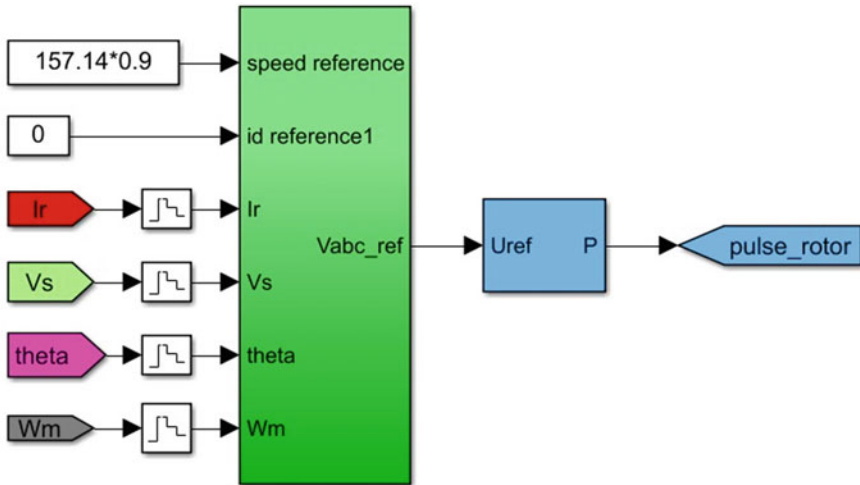 157.14*0.9
speed reference
0
id reference1
Ir
Ir
Vabc_ref
Uref
P
pulse_rotor
Vs
Vs
theta
theta
Wm
Wm